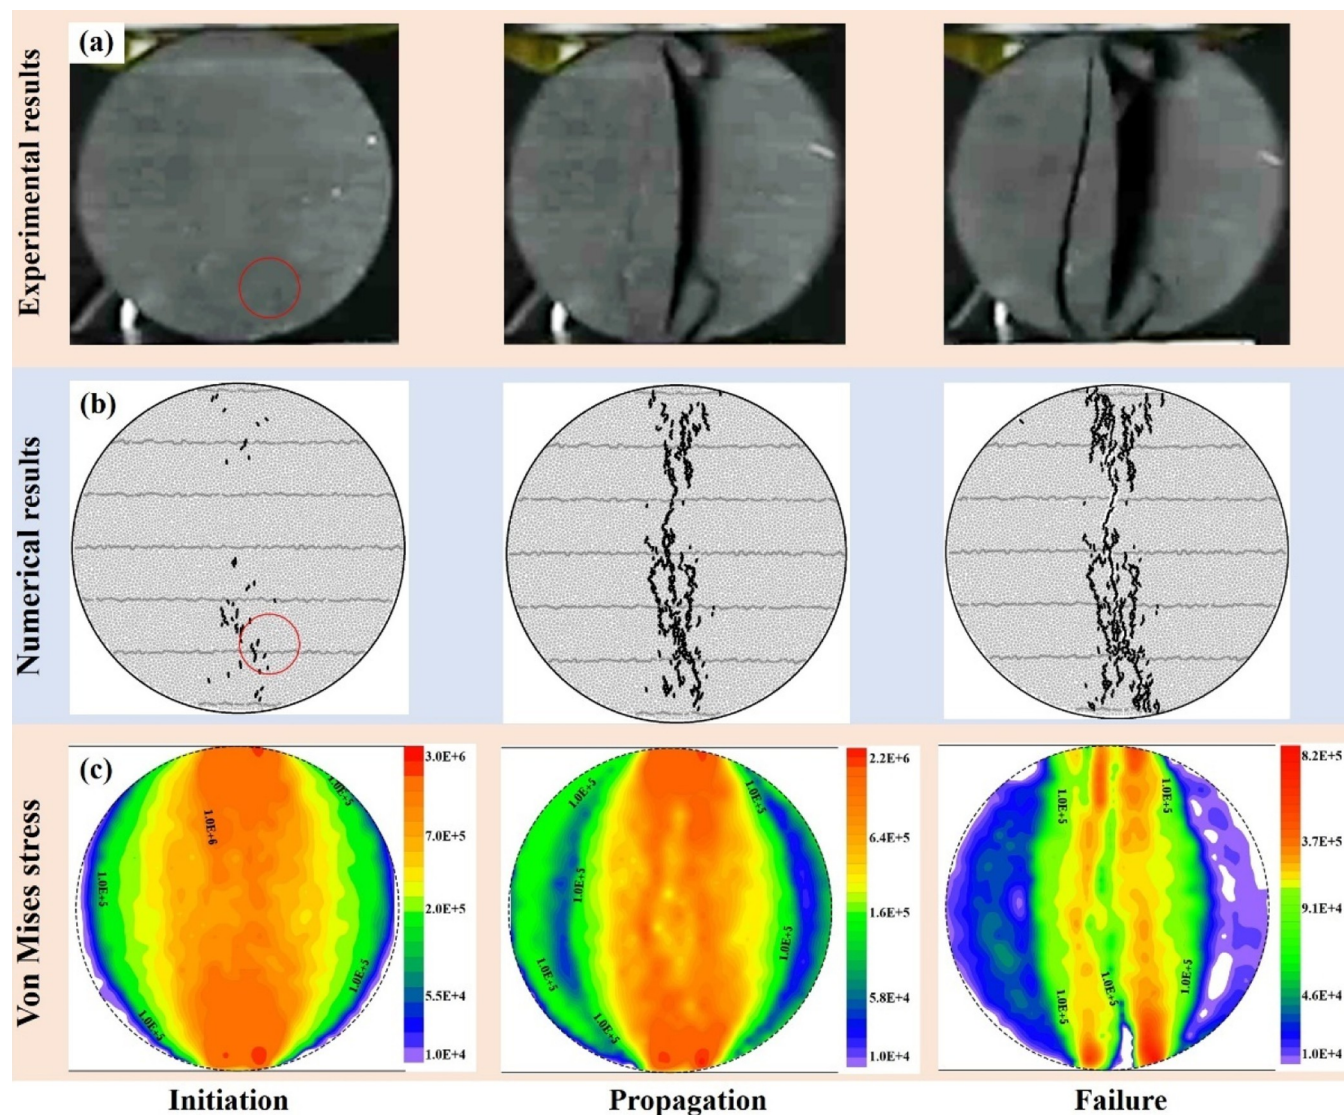 Experimental results
(a)
Numerical results
(b)
Von Mises stress
(c)
1.0E+5
1.0E+6
1.0E+5
1.0E+5
1.0E+5
3.0E+6
7.0E+5
2.0E+5
5.5E+4
1.0E+4
1.0E+5
1.0E+5
1.0E+5
1.0E+5
1.0E+5
1.0E+5
2.2E+6
6.4E+5
1.6E+5
5.8E+4
1.0E+4
1.0E+5
1.0E+5
1.0E+5
1.0E+5
1.0E+5
8.2E+5
3.7E+5
9.1E+4
4.6E+4
1.0E+4
Initiation
Propagation
Failure